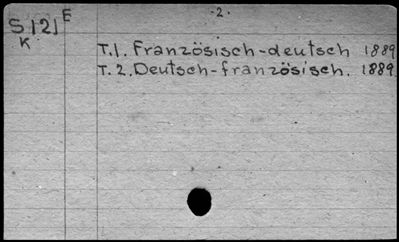 -2.
S 121 E
K
T.1. Französisch-deutsch 1889
T.2. Deutsch-französisch. 1889